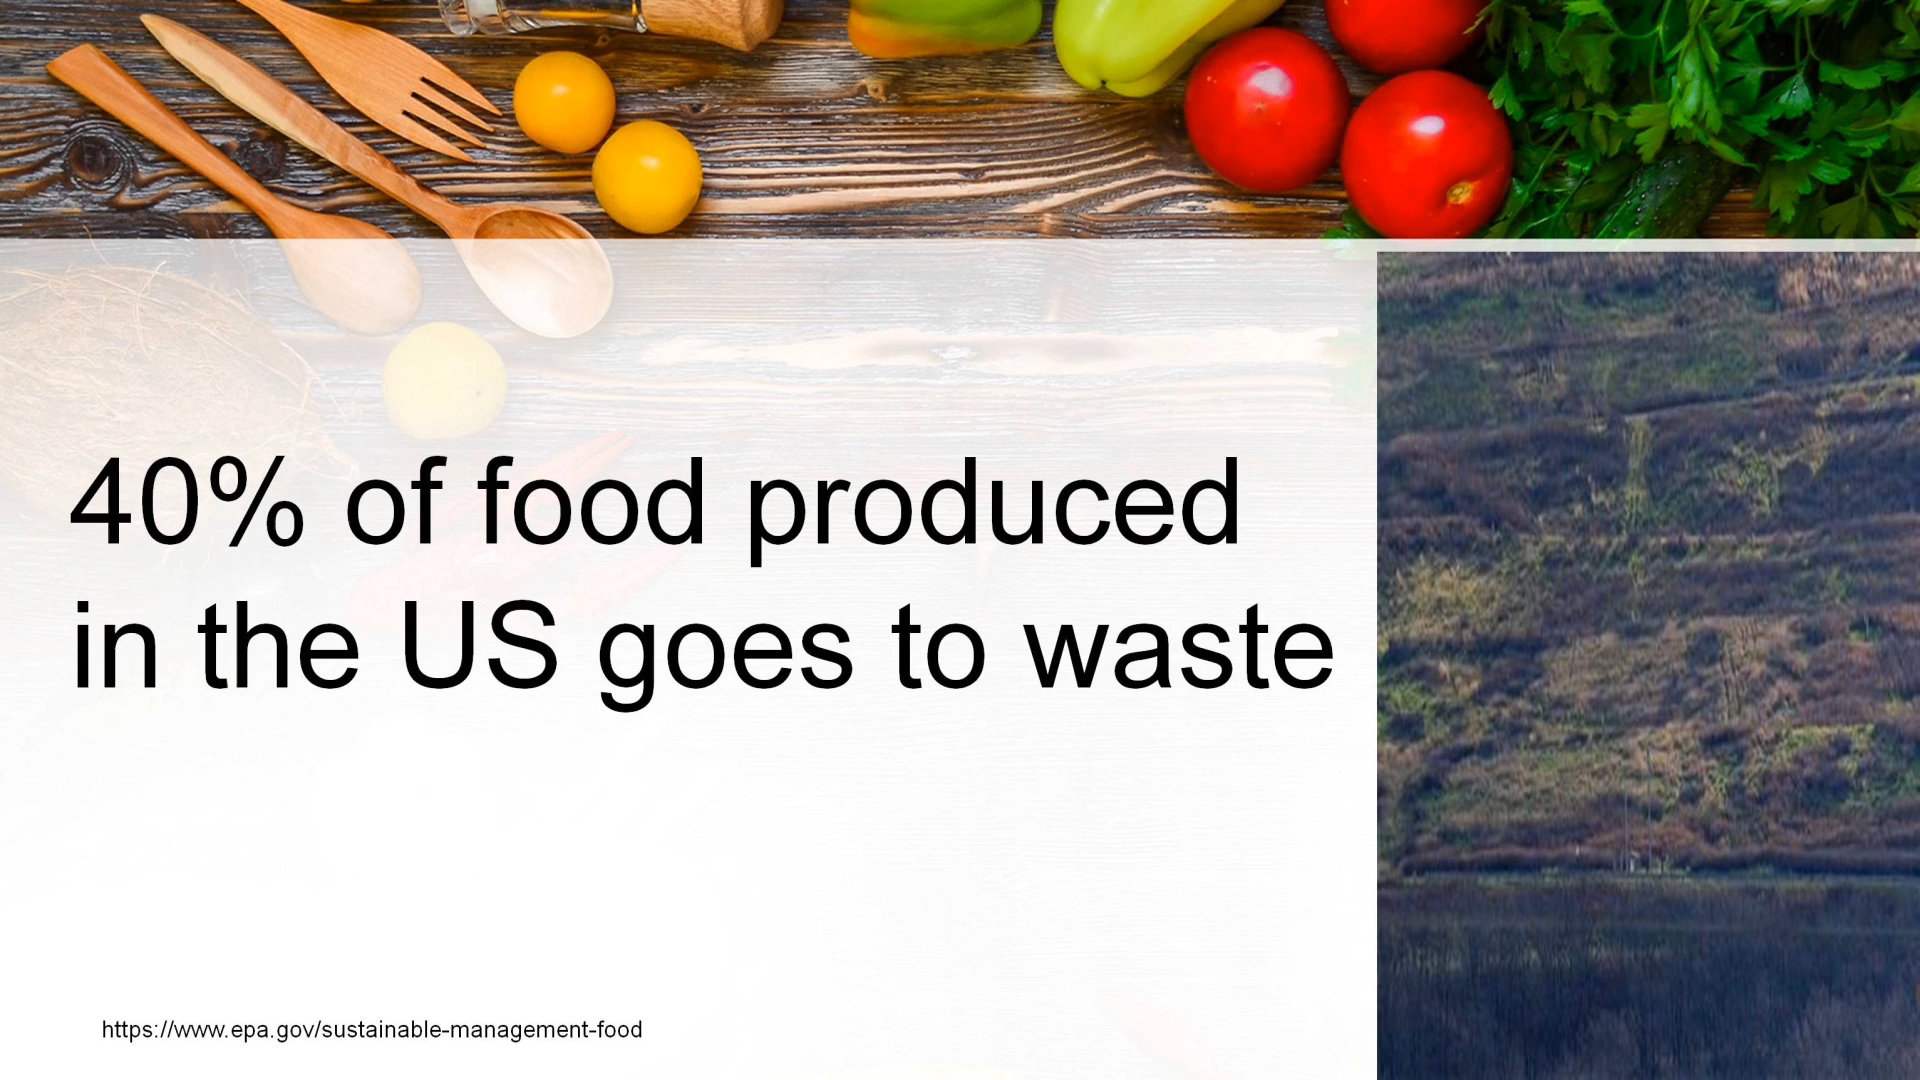 40% of food produced
in the US goes to waste
https://www.epa.gov/sustainable-management-food